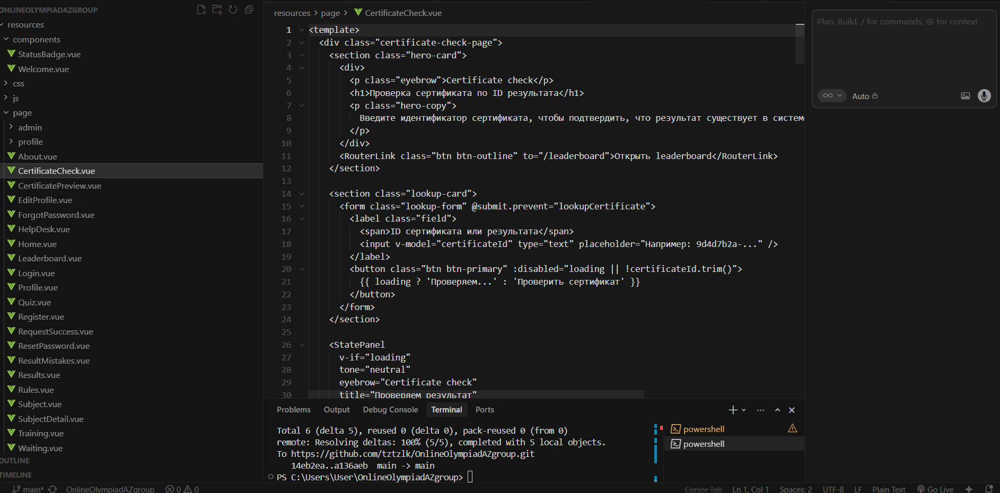 ONLINEOLYMPIADAZGROUP
resources
components
StatusBadge.vue
Welcome.vue
css
js
page
admin
profile
About.vue
CertificateCheck.vue
CertificatePreview.vue
EditProfile.vue
ForgotPassword.vue
HelpDesk.vue
Home.vue
Leaderboard.vue
Login.vue
Profile.vue
Quiz.vue
Register.vue
RequestSuccess.vue
ResetPassword.vue
ResultMistakes.vue
Results.vue
Rules.vue
Subject.vue
SubjectDetail.vue
Training.vue
Waiting.vue
OUTLINE
TIMELINE
resources > page > CertificateCheck.vue
1 <template>
2 <div class="certificate-check-page">
3 <section class="hero-card">
4 <div>
5 <p class="eyebrow">Certificate check</p>
6 <h1>Проверка сертификата по ID результата</h1>
7 <p class="hero-copy">
8 Введите идентификатор сертификата, чтобы подтвердить, что результат существует в систем
9 </p>
10 </div>
11 <RouterLink class="btn btn-outline" to="/leaderboard">Открыть leaderboard</RouterLink>
12 </section>
13
14 <section class="lookup-card">
15 <form class="lookup-form" @submit.prevent="lookupCertificate">
16 <label class="field">
17 <span>ID сертификата или результата</span>
18 <input v-model="certificateId" type="text" placeholder="Например: 9d4d7b2a-..." />
19 </label>
20 <button class="btn btn-primary" :disabled="loading || !certificateId.trim()">
21 {{ loading ? 'Проверяем...' : 'Проверить сертификат' }}
22 </button>
23 </form>
24 </section>
25
26 <StatePanel
27 v-if="loading"
28 tone="neutral"
29 eyebrow="Certificate check"
30 title="Проверяем результат"
Problems Output Debug Console Terminal Ports
Total 6 (delta 5), reused 0 (delta 0), pack-reused 0 (from 0)
remote: Resolving deltas: 100% (5/5), completed with 5 local objects.
To https://github.com/tztzlk/OnlineOlympiadAZgroup.git
14eb2ea..a136aeb main -> main
PS C:\Users\User\OnlineOlympiadAZgroup>
powershell
powershell
Plan, Build, / for commands, @ for context
Auto
main* OnlineOlympiadAZgroup 0 0 Cursor Tab Ln 1, Col 1 Spaces: 2 UTF-8 LF Plain Text Go Live